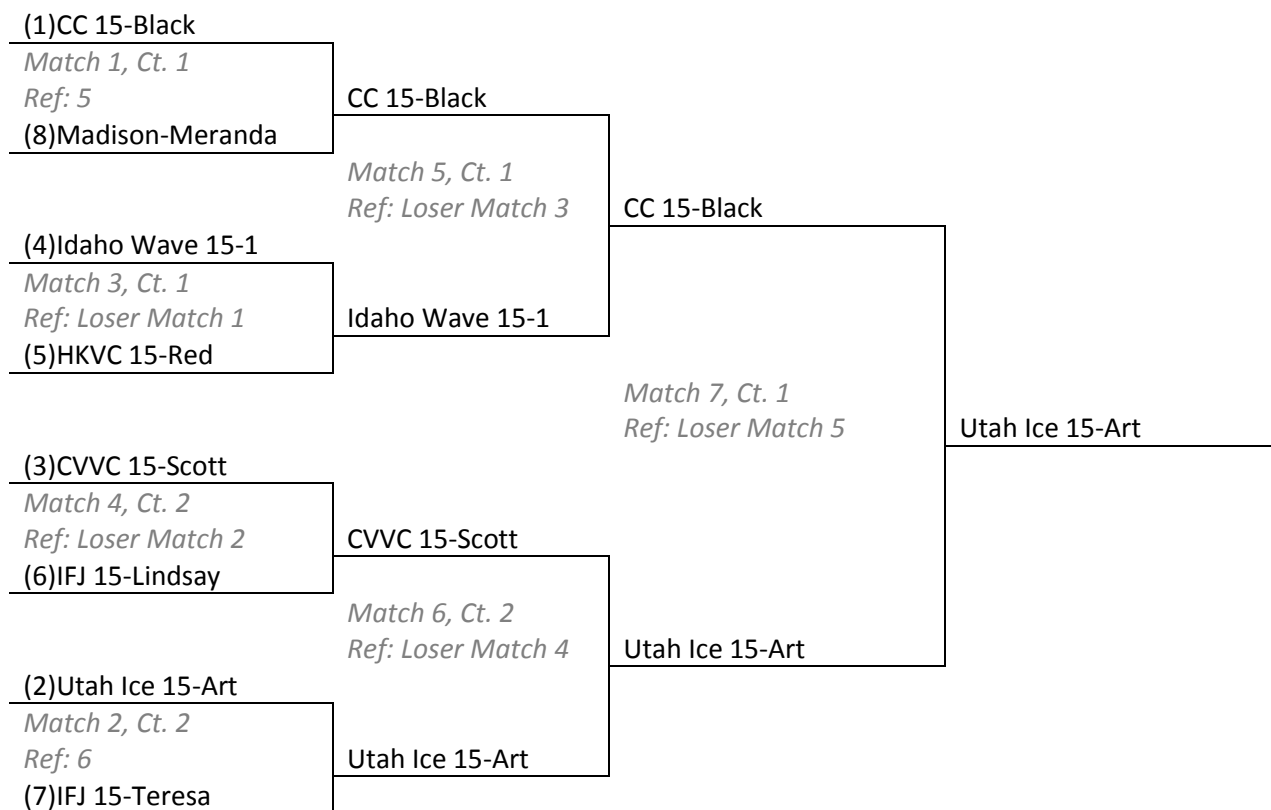 (1)CC 15-Black
Match 1, Ct. 1
Ref: 5
CC 15-Black
(8)Madison-Meranda
Match 5, Ct. 1
Ref: Loser Match 3
CC 15-Black
(4)Idaho Wave 15-1
Match 3, Ct. 1
Ref: Loser Match 1
Idaho Wave 15-1
(5)HKVC 15-Red
Match 7, Ct. 1
Ref: Loser Match 5
Utah Ice 15-Art
(3)CVVC 15-Scott
Match 4, Ct. 2
Ref: Loser Match 2
CVVC 15-Scott
(6)IFJ 15-Lindsay
Match 6, Ct. 2
Ref: Loser Match 4
Utah Ice 15-Art
(2)Utah Ice 15-Art
Match 2, Ct. 2
Ref: 6
Utah Ice 15-Art
(7)IFJ 15-Teresa